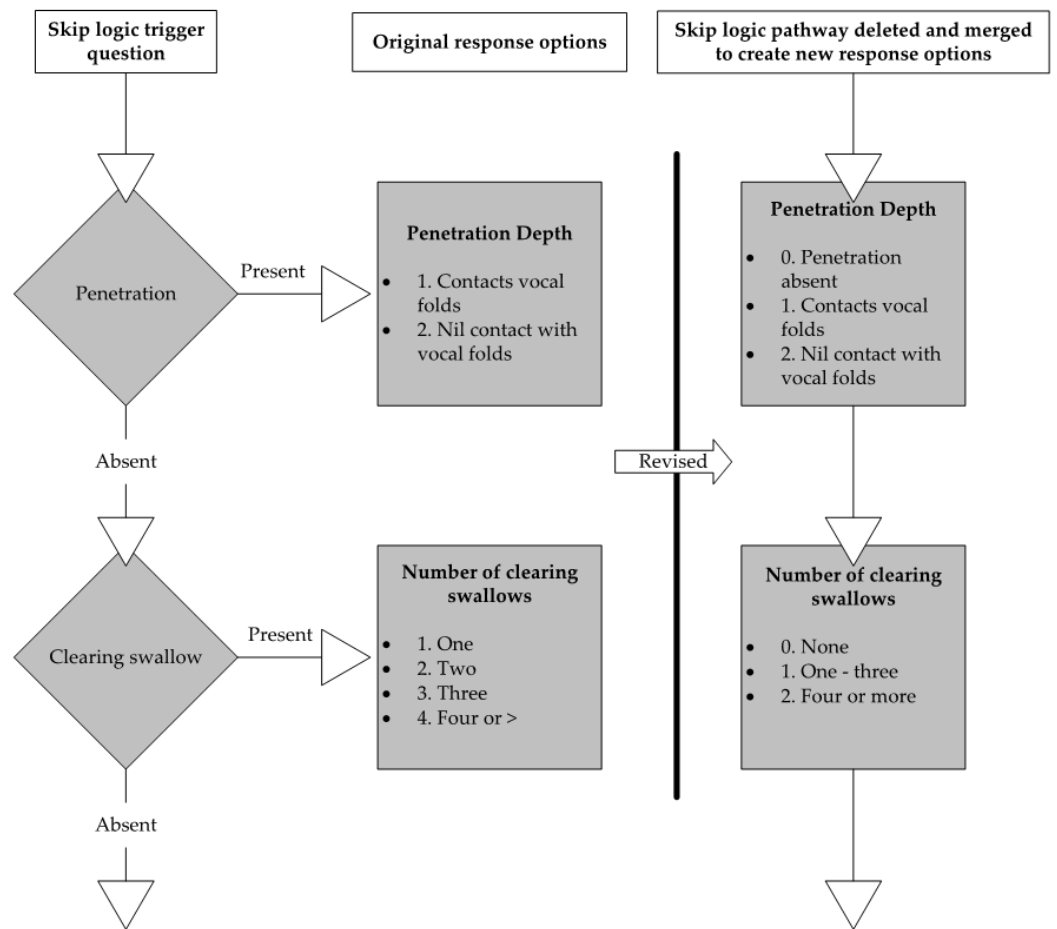 Skip logic trigger
question
Original response options
Skip logic pathway deleted and merged
to create new response options
Penetration
Present
Penetration Depth
• 1. Contacts vocal
folds
• 2. Nil contact with
vocal folds
Absent
Clearing swallow
Present
Number of clearing
swallows
• 1. One
• 2. Two
• 3. Three
• 4. Four or >
Absent
Revised
Penetration Depth
• 0. Penetration
absent
• 1. Contacts vocal
folds
• 2. Nil contact with
vocal folds
Number of clearing
swallows
• 0. None
• 1. One - three
• 2. Four or more